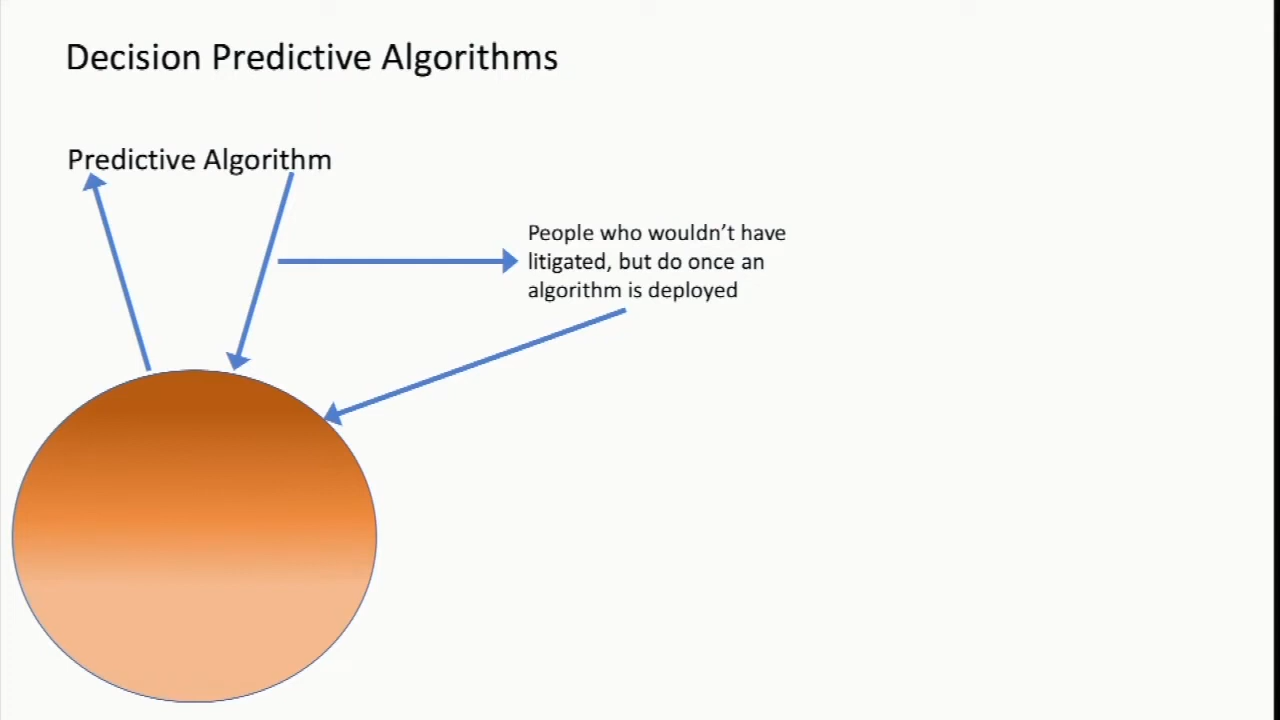 Decision Predictive Algorithms
Predictive Algorithm
People who wouldn’t have
litigated, but do once an
algorithm is deployed